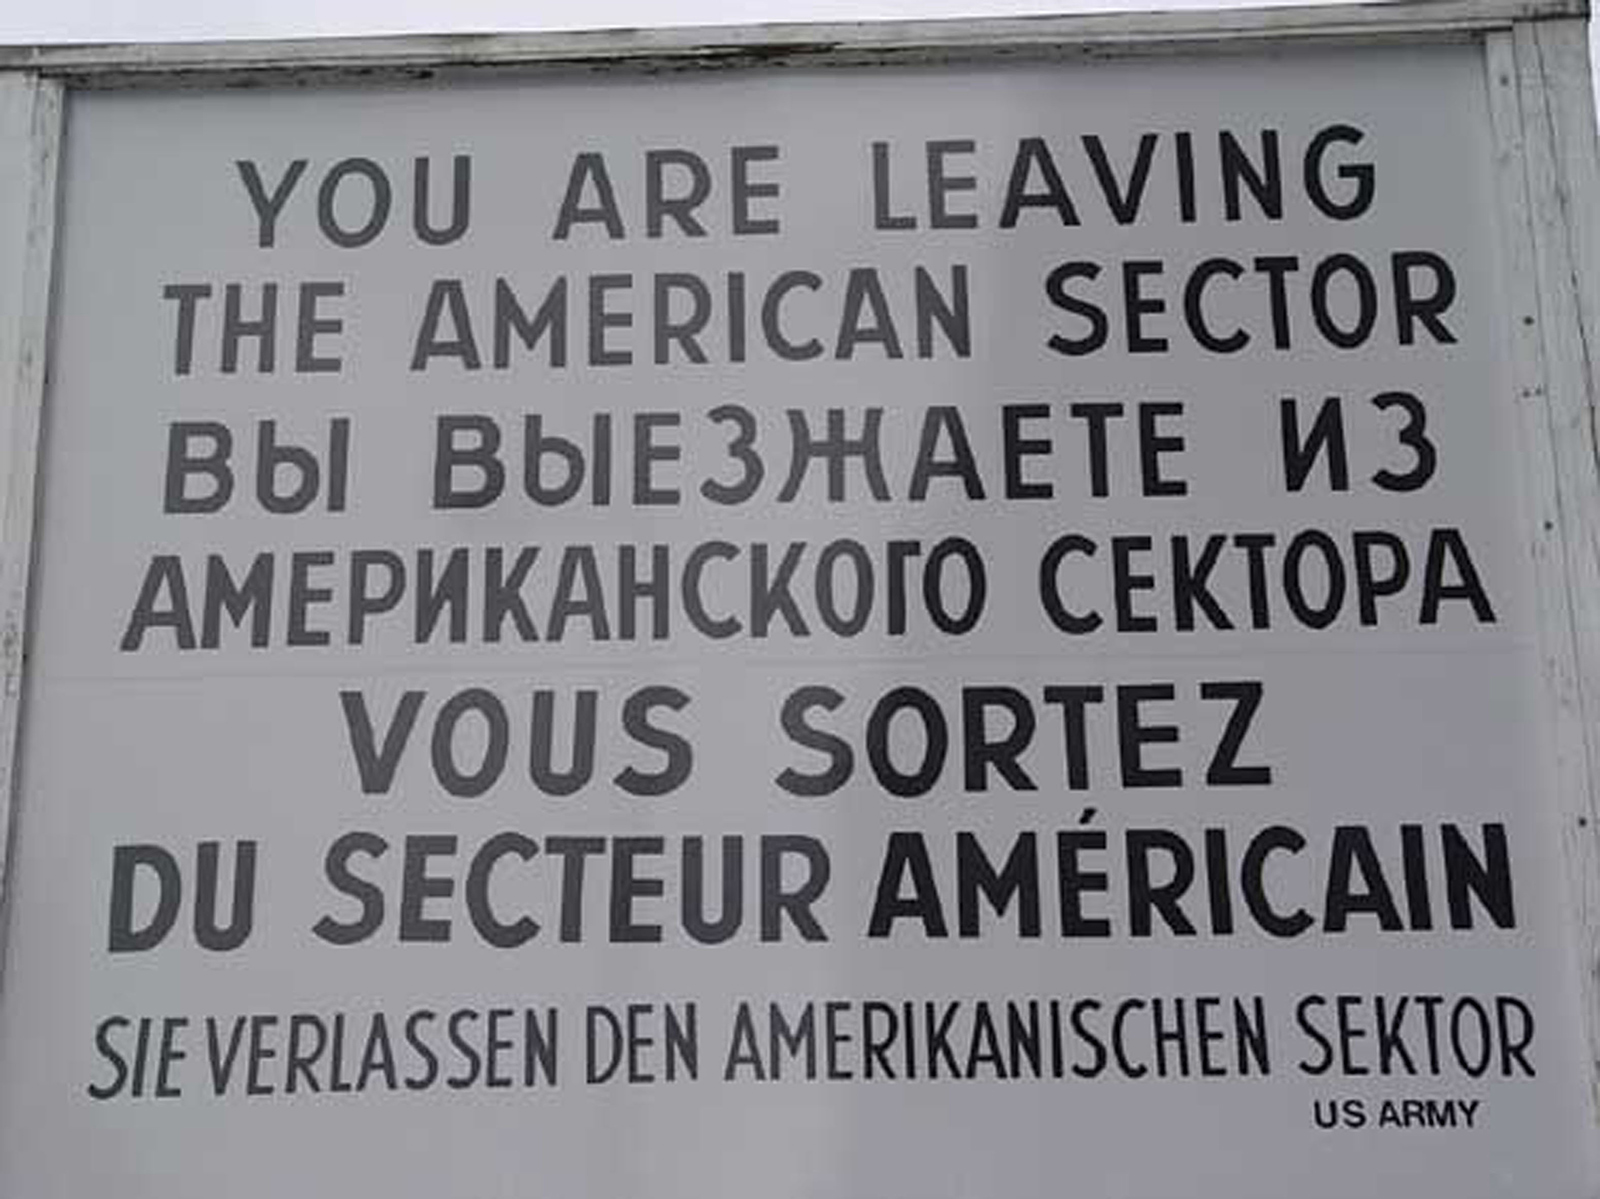 YOU ARE LEAVING
THE AMERICAN SECTOR
ВЫ ВЫЕЗЖАЕТЕ ИЗ
АМЕРИКАНСКОГО СЕКТОРА
VOUS SORTEZ
DU SECTEUR AMÉRICAIN
SIE VERLASSEN DEN AMERIKANISCHEN SEKTOR
US ARMY